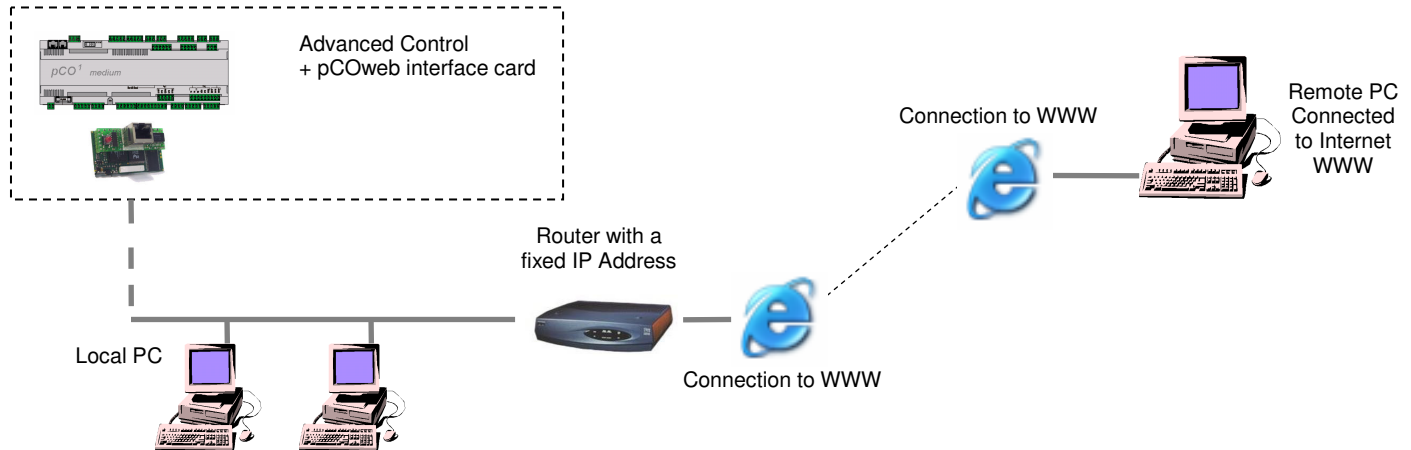 pCO¹ medium
Advanced Control
+ pCOweb interface card
Connection to WWW
Remote PC
Connected
to Internet
WWW
Router with a
fixed IP Address
Local PC
Connection to WWW